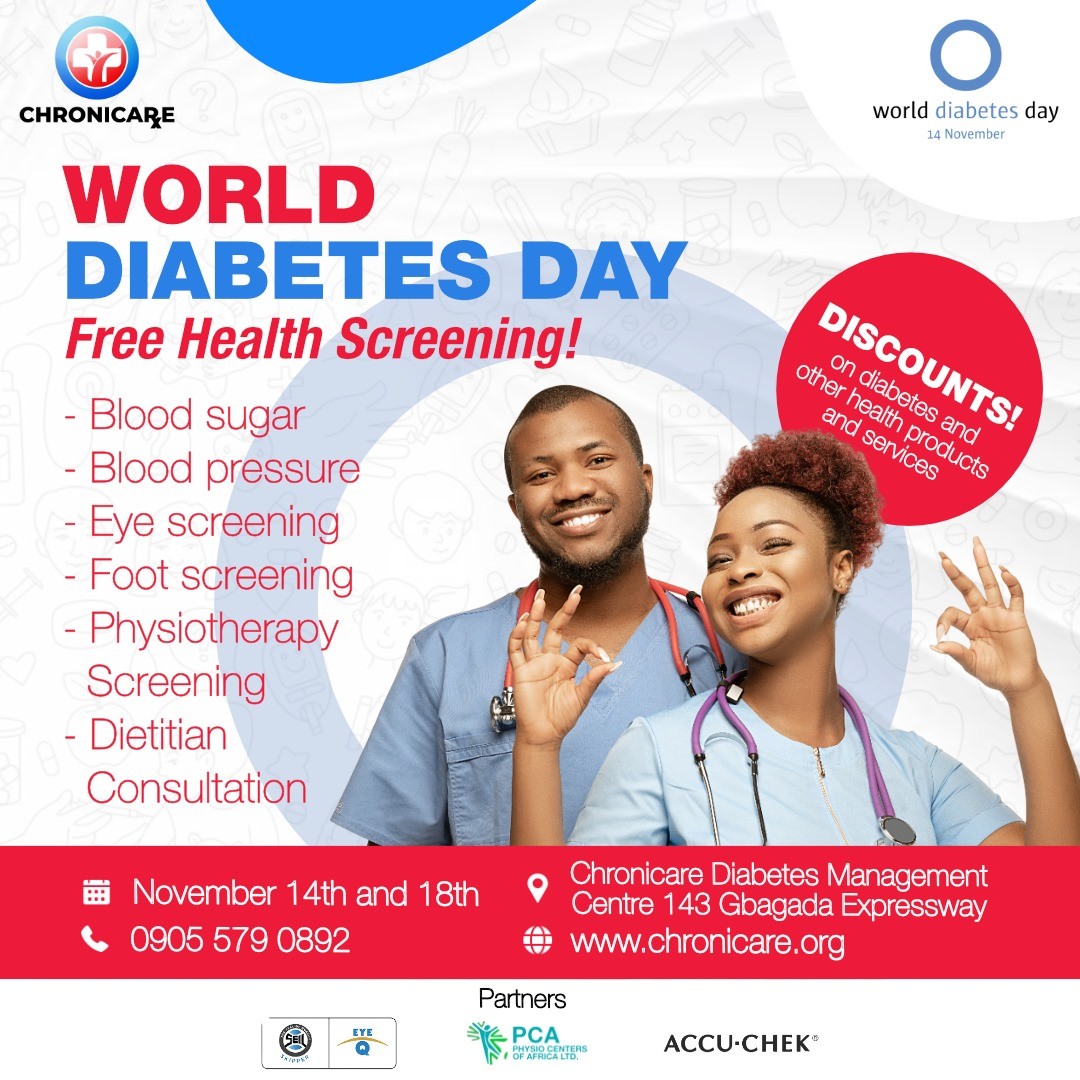 CHRONICARE
world diabetes day
14 November
WORLD
DIABETES DAY
Free Health Screening!
DISCOUNTS!
on diabetes and
other health products
and services
- Blood sugar
- Blood pressure
- Eye screening
- Foot screening
- Physiotherapy
Screening
- Dietitian
Consultation
November 14th and 18th
0905 579 0892
Chronicare Diabetes Management
Centre 143 Gbagada Expressway
www.chronicare.org
Partners
SEIL
SKIPPER
EYE
Q
PCA
PHYSIO CENTERS
OF AFRICA LTD.
ACCU-CHEK®